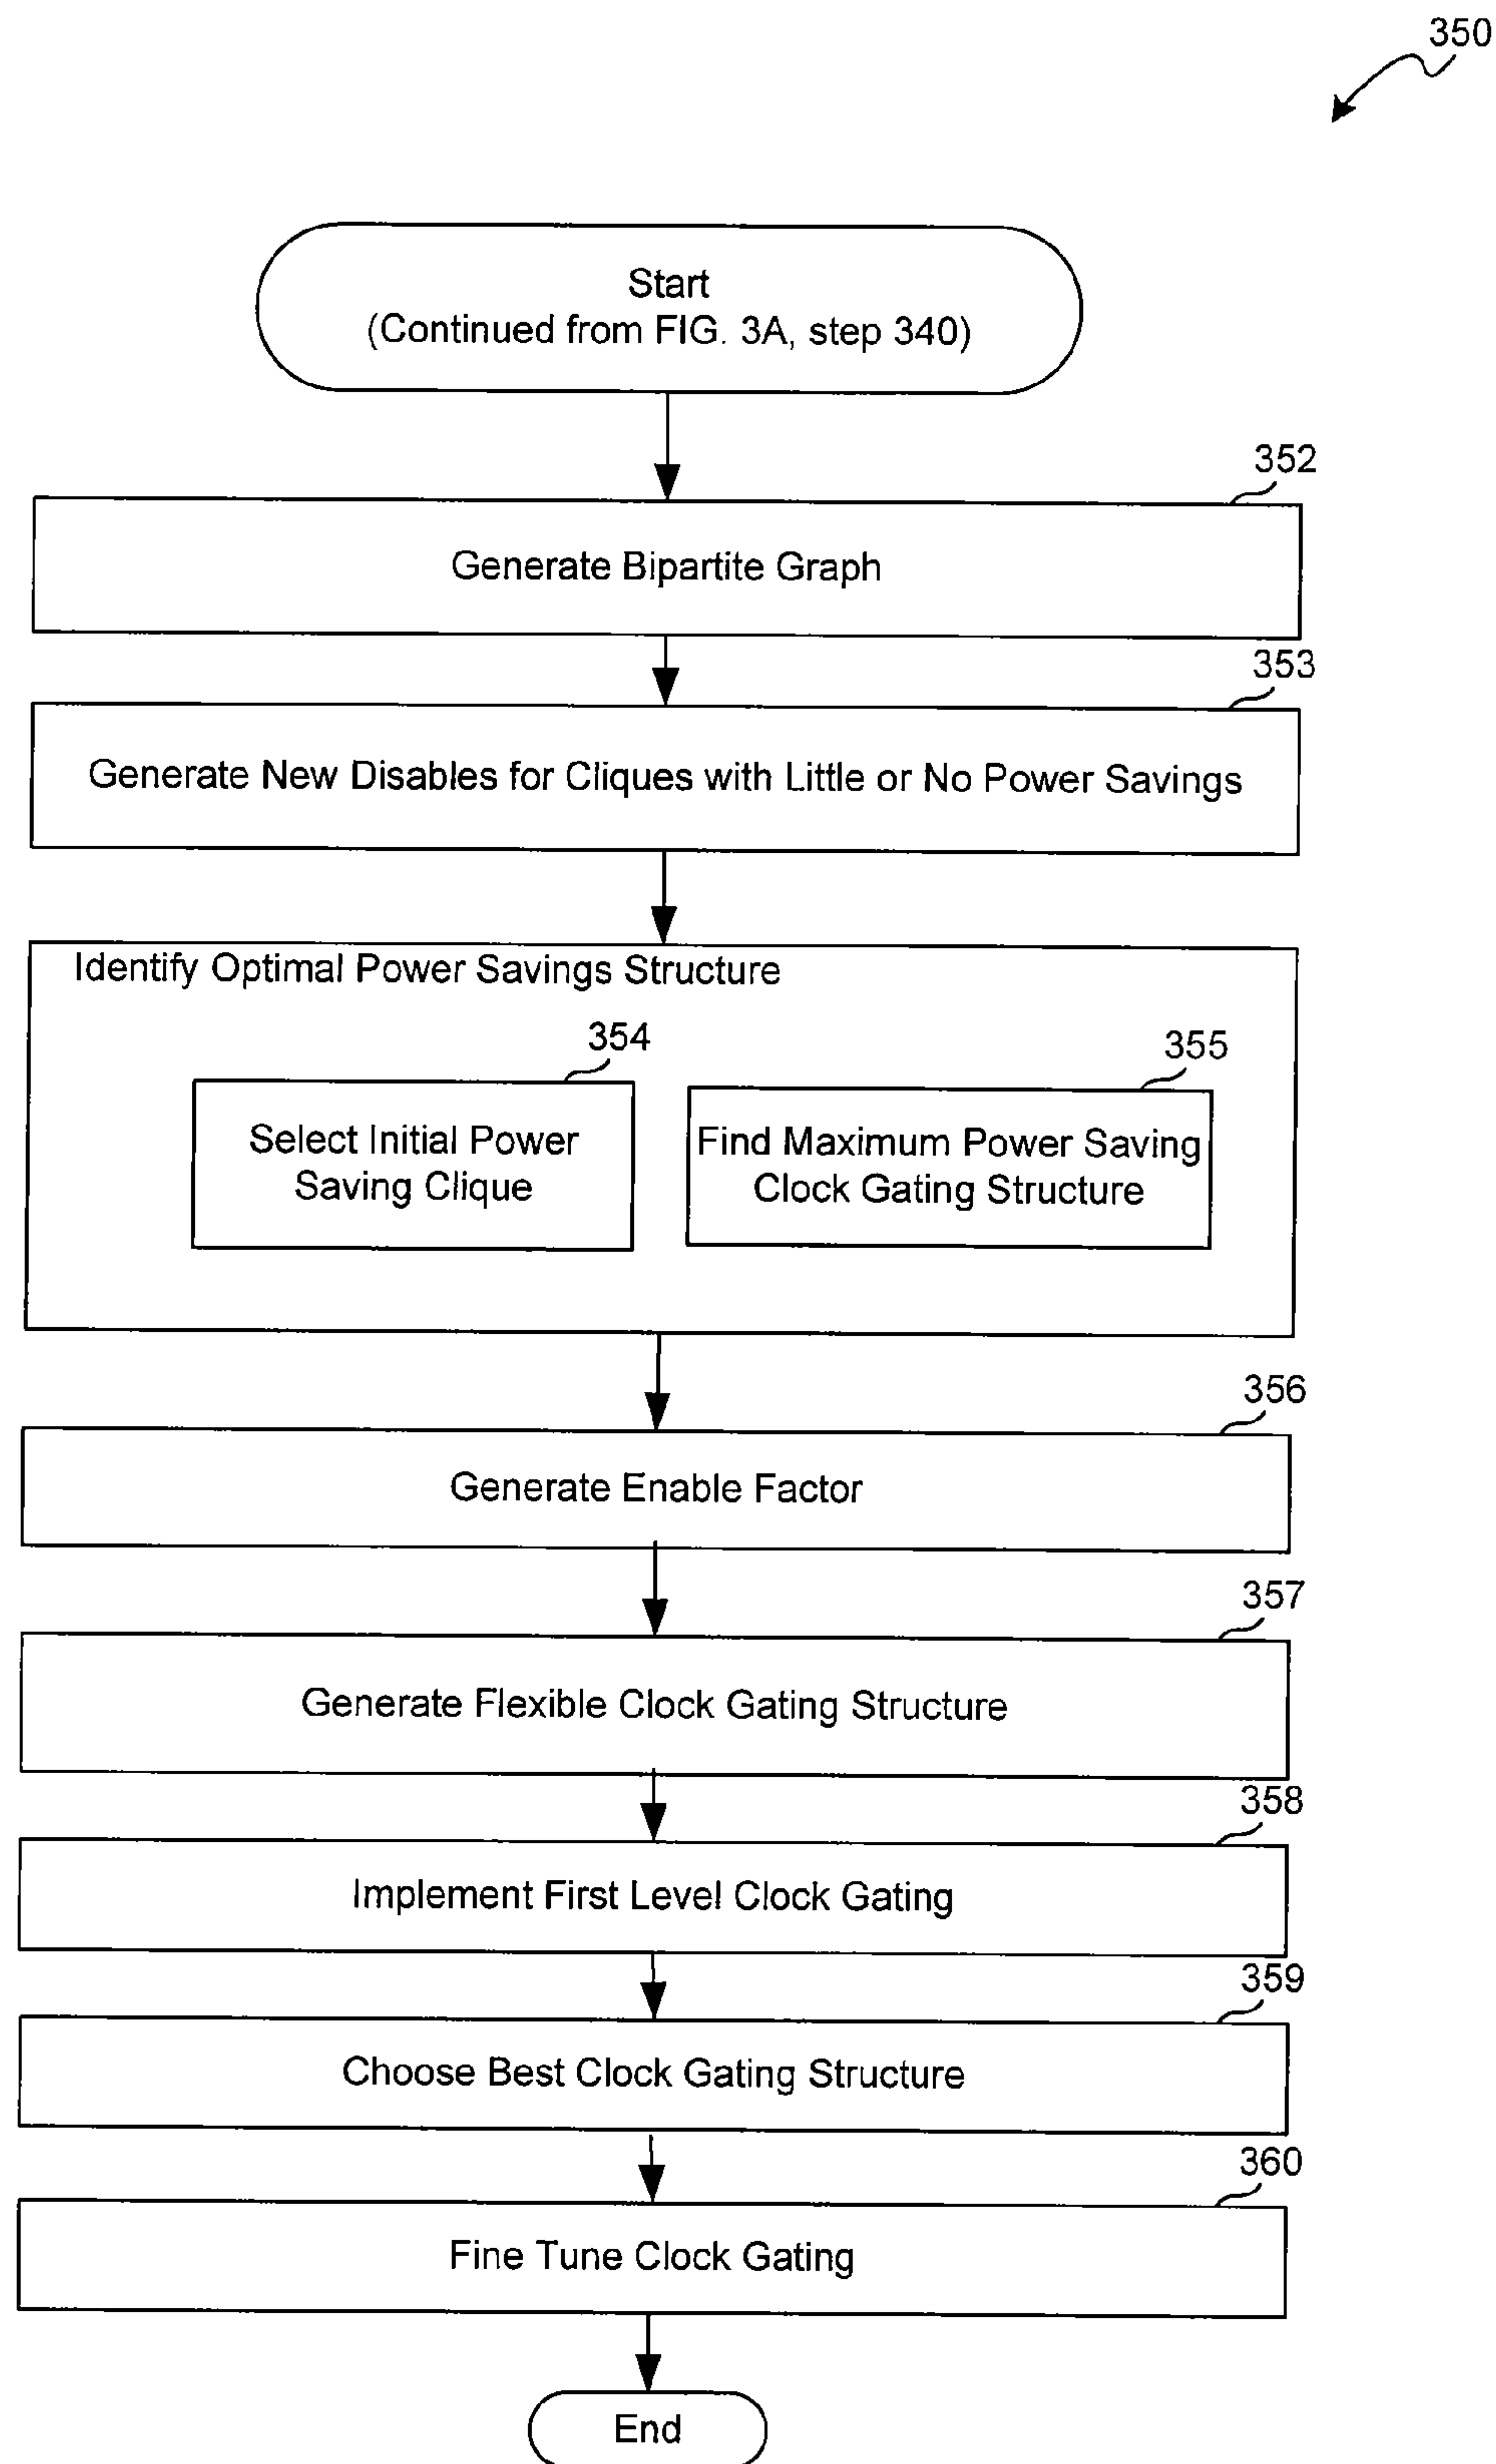 350
Start
(Continued from FIG. 3A, step 340)
352
Generate Bipartite Graph
353
Generate New Disables for Cliques with Little or No Power Savings
Identify Optimal Power Savings Structure
354
Select Initial Power
Saving Clique
355
Find Maximum Power Saving
Clock Gating Structure
356
Generate Enable Factor
357
Generate Flexible Clock Gating Structure
358
Implement First Level Clock Gating
359
Choose Best Clock Gating Structure
360
Fine Tune Clock Gating
End